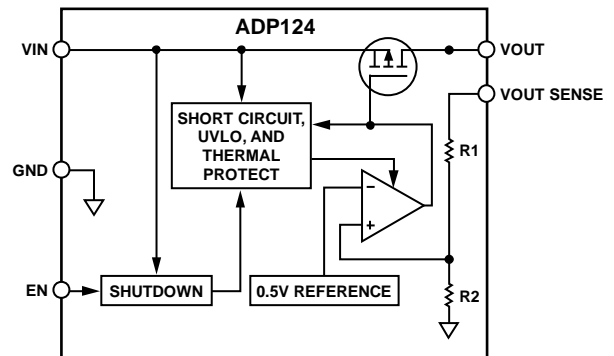 ADP124
VIN
VOUT
VOUT SENSE
SHORT CIRCUIT,
UVLO, AND
THERMAL
PROTECT
R1
GND
−
+
EN
SHUTDOWN
0.5V REFERENCE
R2